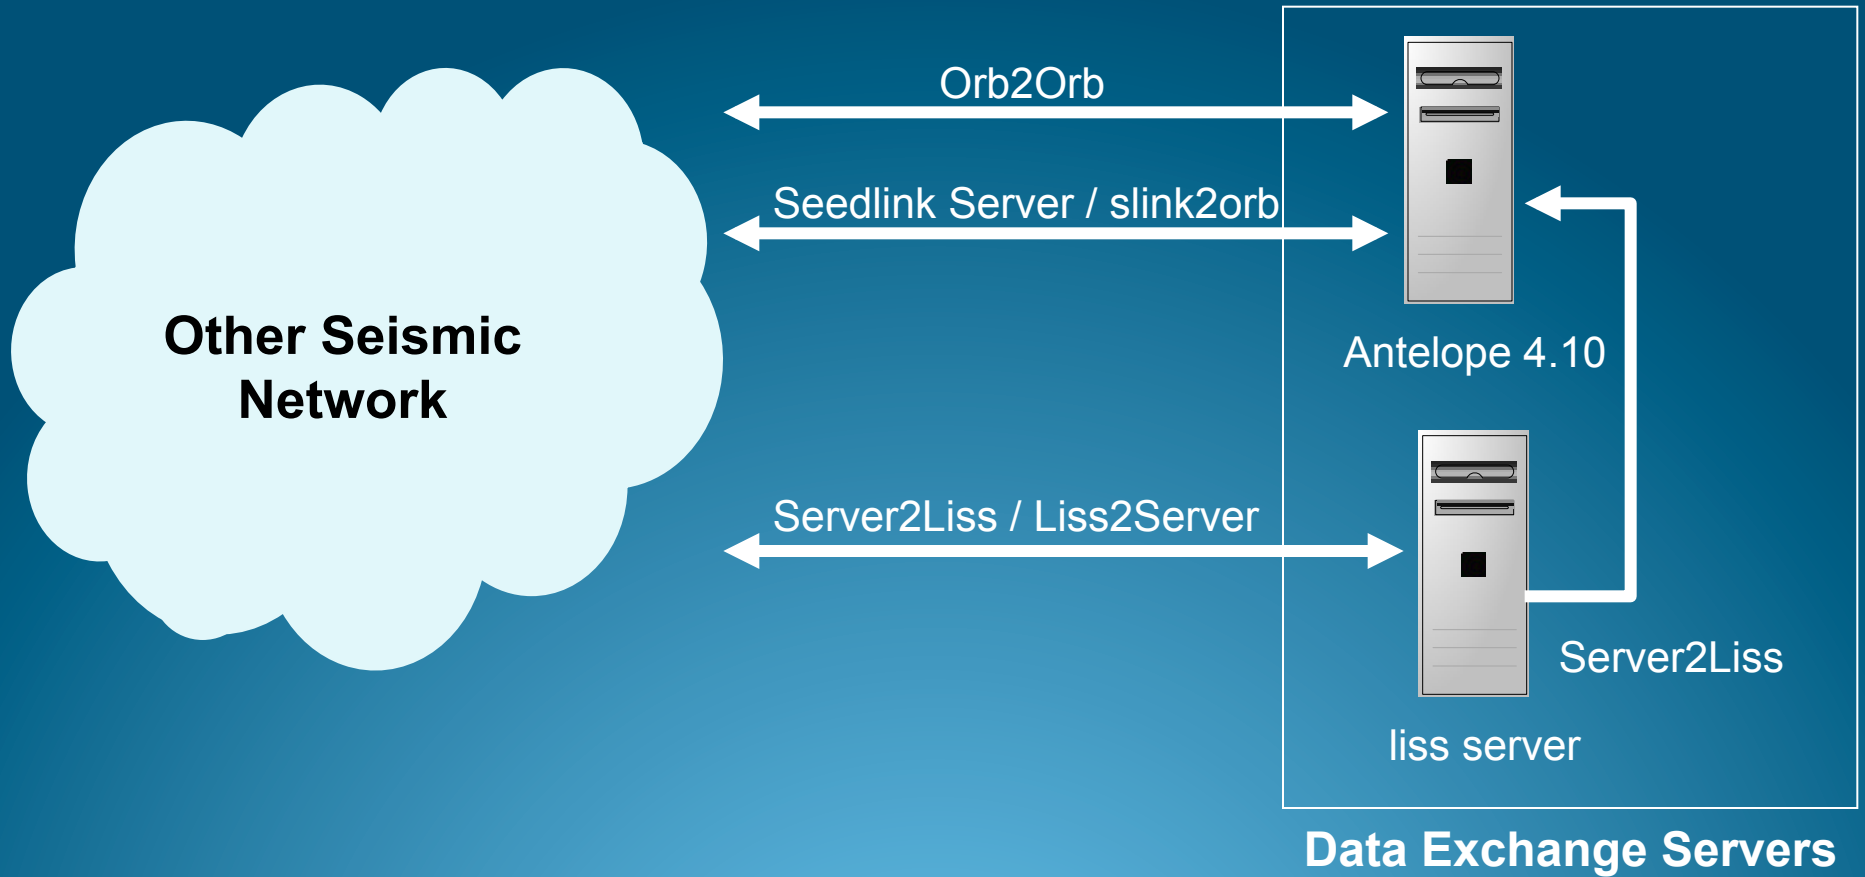 Orb2Orb
Seedlink Server / slink2orb
Other Seismic
Network
Antelope 4.10
Server2Liss / Liss2Server
Server2Liss
liss server
Data Exchange Servers